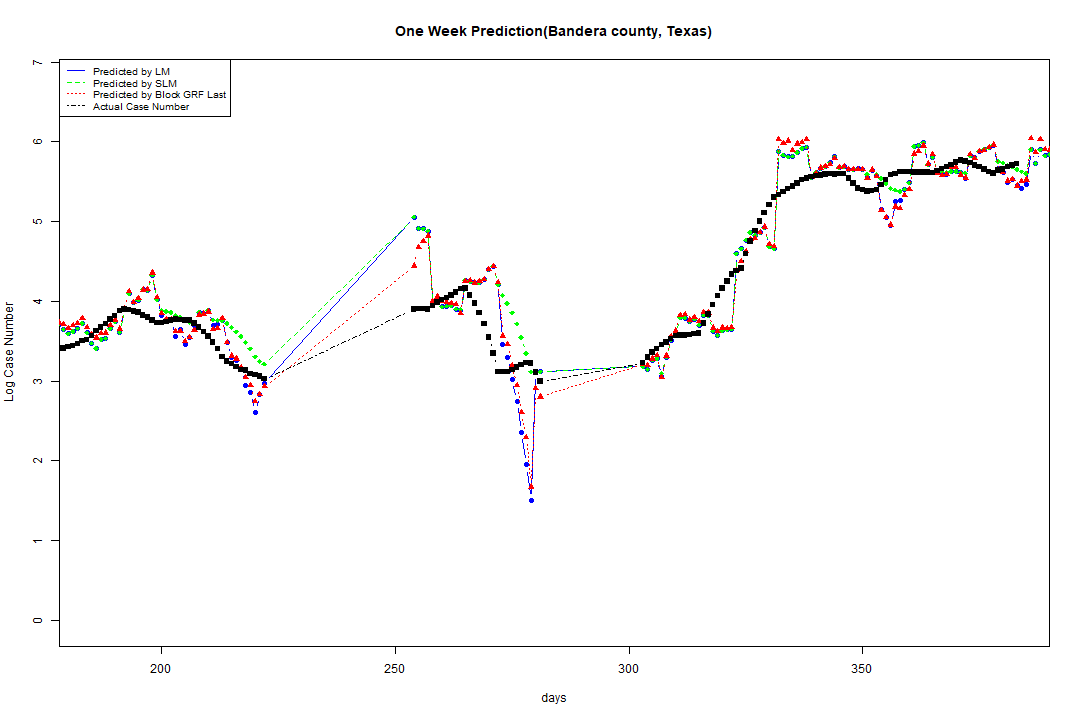 One Week Prediction(Bandera county, Texas)
Predicted by LM
Predicted by SLM
Predicted by Block GRF Last
Actual Case Number
7
6
5
4
3
2
1
0
Log Case Number
200
250
300
350
days